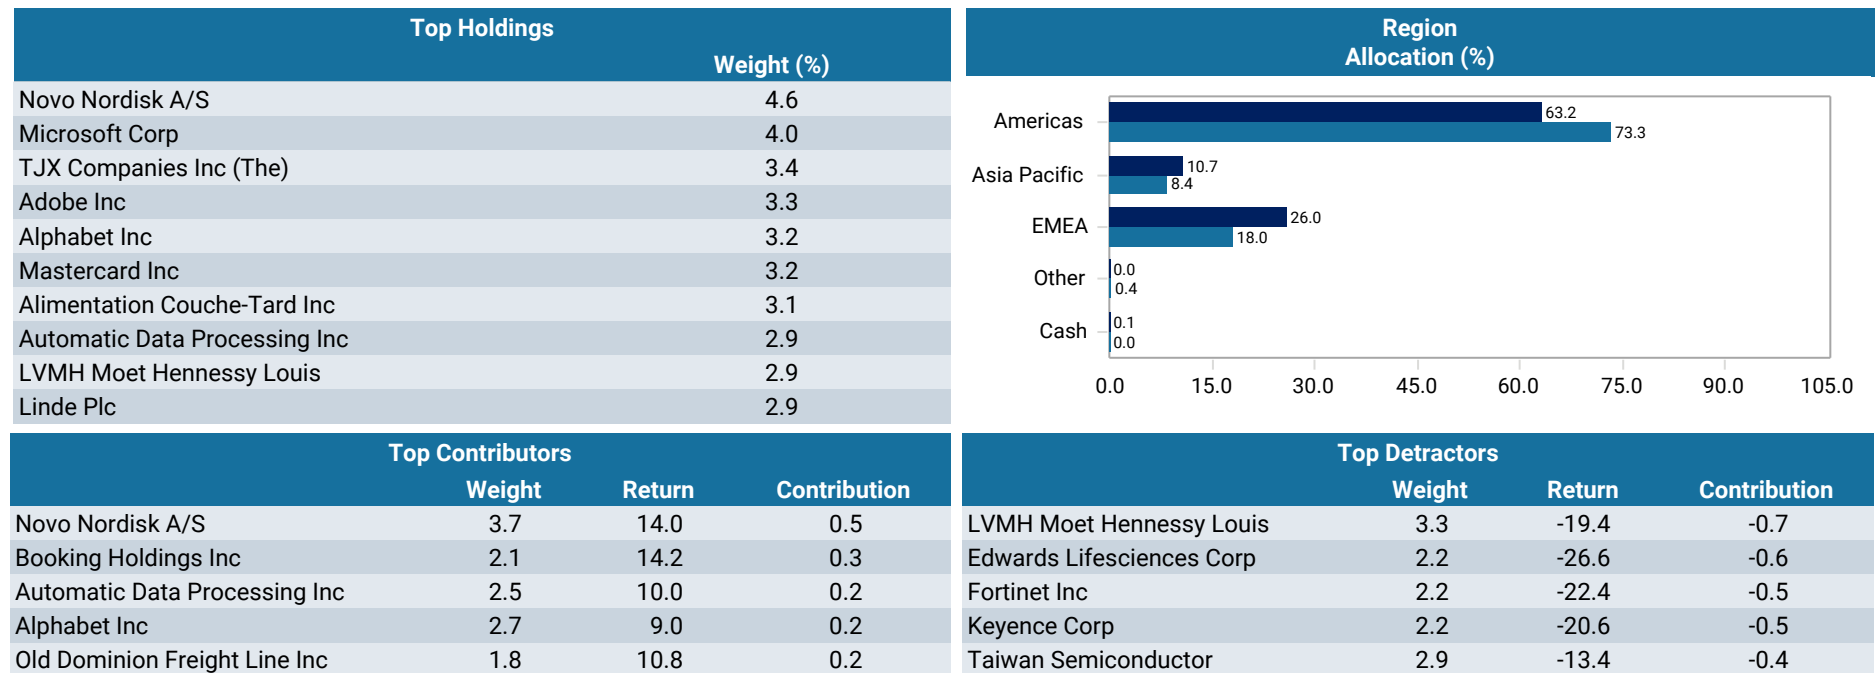 Top Holdings
Weight (%)
Novo Nordisk A/S 4.6
Microsoft Corp 4.0
TJX Companies Inc (The) 3.4
Adobe Inc 3.3
Alphabet Inc 3.2
Mastercard Inc 3.2
Alimentation Couche-Tard Inc 3.1
Automatic Data Processing Inc 2.9
LVMH Moet Hennessy Louis 2.9
Linde Plc 2.9
Region
Allocation (%)
Americas 63.2
73.3
Asia Pacific 10.7
8.4
EMEA 26.0
18.0
Other 0.0
0.4
Cash 0.1
0.0
0.0 15.0 30.0 45.0 60.0 75.0 90.0 105.0
Top Contributors
Weight Return Contribution
Novo Nordisk A/S 3.7 14.0 0.5
Booking Holdings Inc 2.1 14.2 0.3
Automatic Data Processing Inc 2.5 10.0 0.2
Alphabet Inc 2.7 9.0 0.2
Old Dominion Freight Line Inc 1.8 10.8 0.2
Top Detractors
Weight Return Contribution
LVMH Moet Hennessy Louis 3.3 -19.4 -0.7
Edwards Lifesciences Corp 2.2 -26.6 -0.6
Fortinet Inc 2.2 -22.4 -0.5
Keyence Corp 2.2 -20.6 -0.5
Taiwan Semiconductor 2.9 -13.4 -0.4